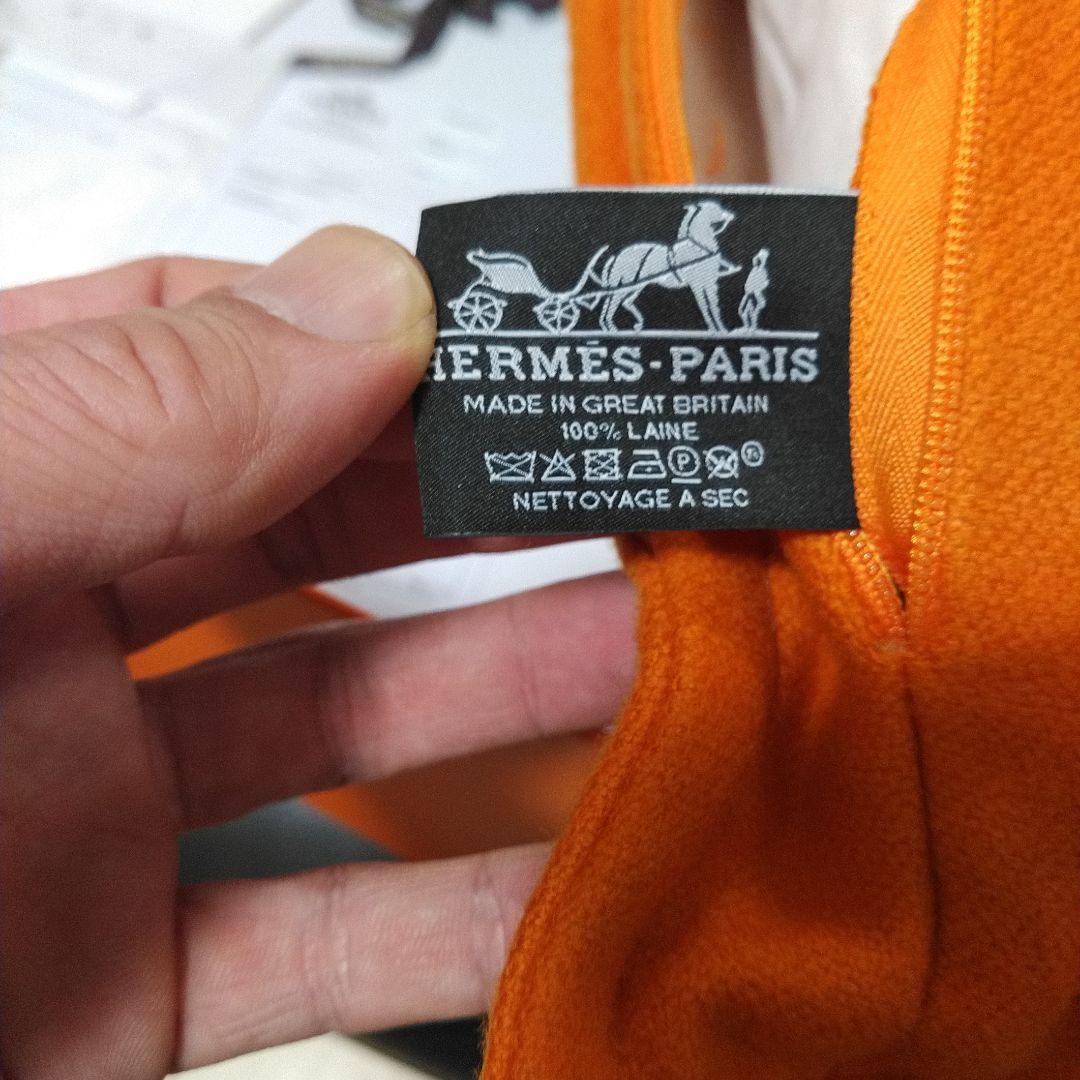 HERMÈS-PARIS
MADE IN GREAT BRITAIN
100% LAINE
P
NETTOYAGE A SEC